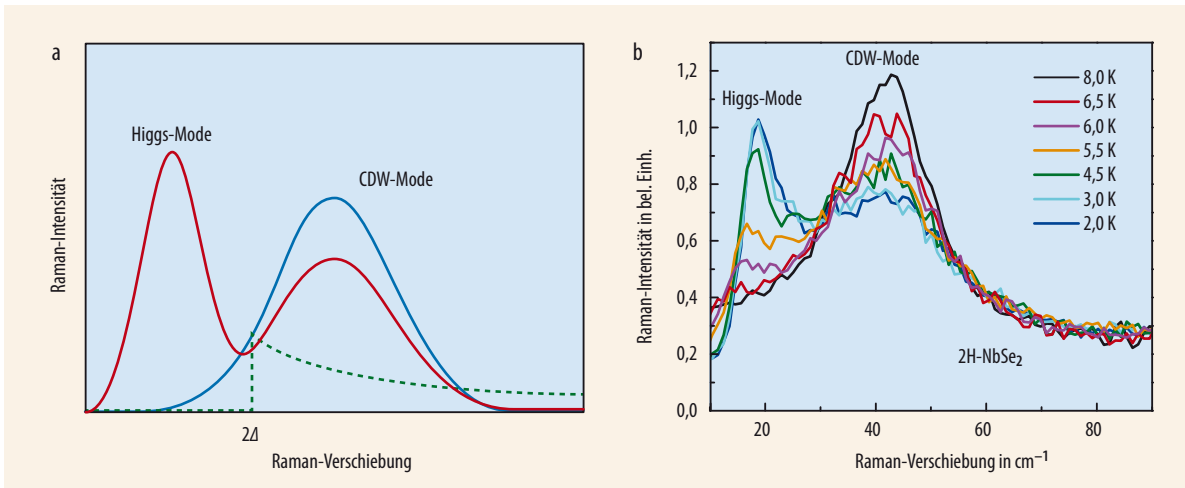 a
Higgs-Mode
CDW-Mode
Raman-Intensität
2Δ
Raman-Verschiebung
b
CDW-Mode
Higgs-Mode
8,0 K
6,5 K
6,0 K
5,5 K
4,5 K
3,0 K
2,0 K
1,2
1,0
0,8
0,6
0,4
0,2
0,0
Raman-Intensität in bel. Einh.
2H-NbSe₂
20 40 60 80
Raman-Verschiebung in cm⁻¹